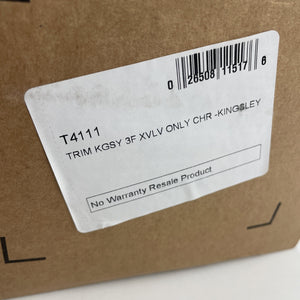 0 26508 11517 6
T4111
TRIM KGSY 3F XVLV ONLY CHR -KINGSLEY
No Warranty Resale Product